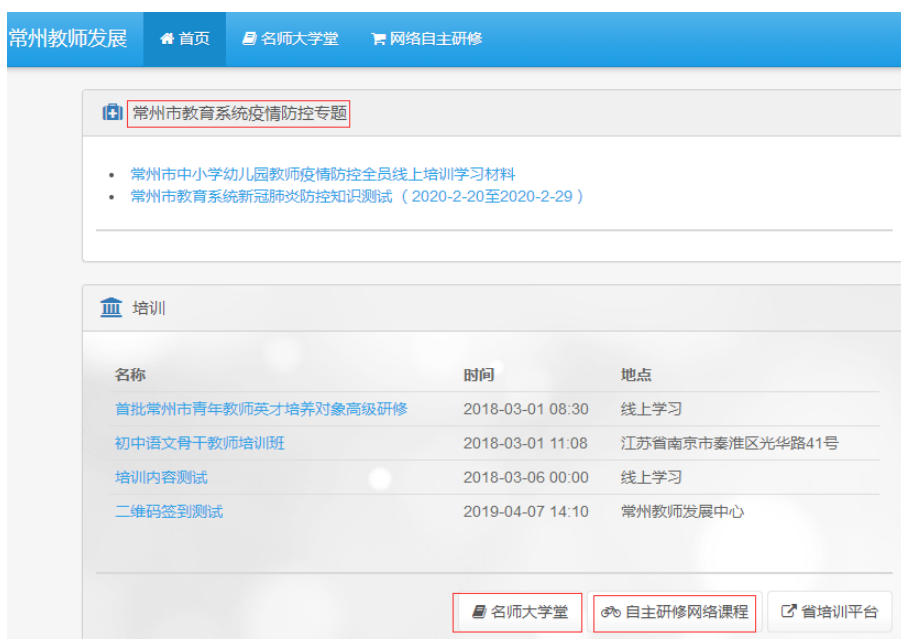 常州教师发展 首页 名师大学堂 网络自主研修
常州市教育系统疫情防控专题
常州市中小学幼儿园教师疫情防控全员线上培训学习材料
常州市教育系统新冠肺炎防控知识测试（2020-2-20至2020-2-29）
培训
名称 时间 地点
首批常州市青年教师英才培养对象高级研修 2018-03-01 08:30 线上学习
初中语文骨干教师培训班 2018-03-01 11:08 江苏省南京市秦淮区光华路41号
培训内容测试 2018-03-06 00:00 线上学习
二维码签到测试 2019-04-07 14:10 常州教师发展中心
名师大学堂 自主研修网络课程 省培训平台